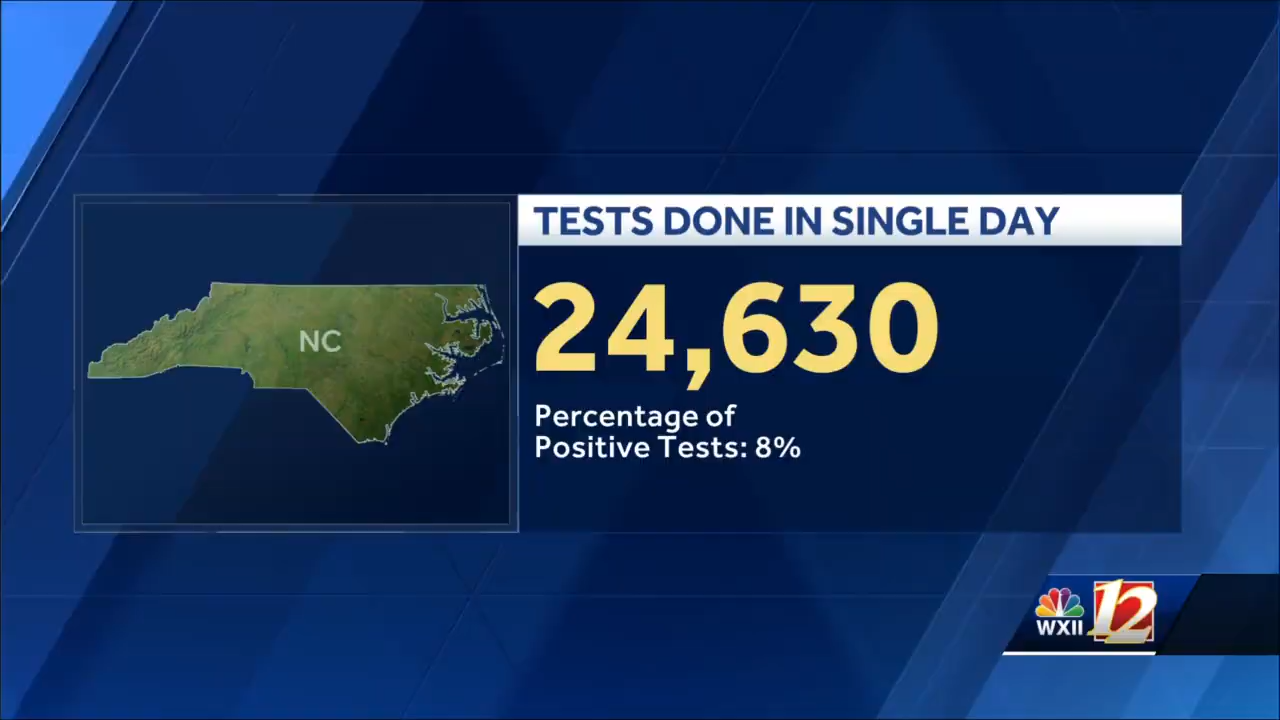 TESTS DONE IN SINGLE DAY
NC
24,630
Percentage of
Positive Tests: 8%
WXII 12